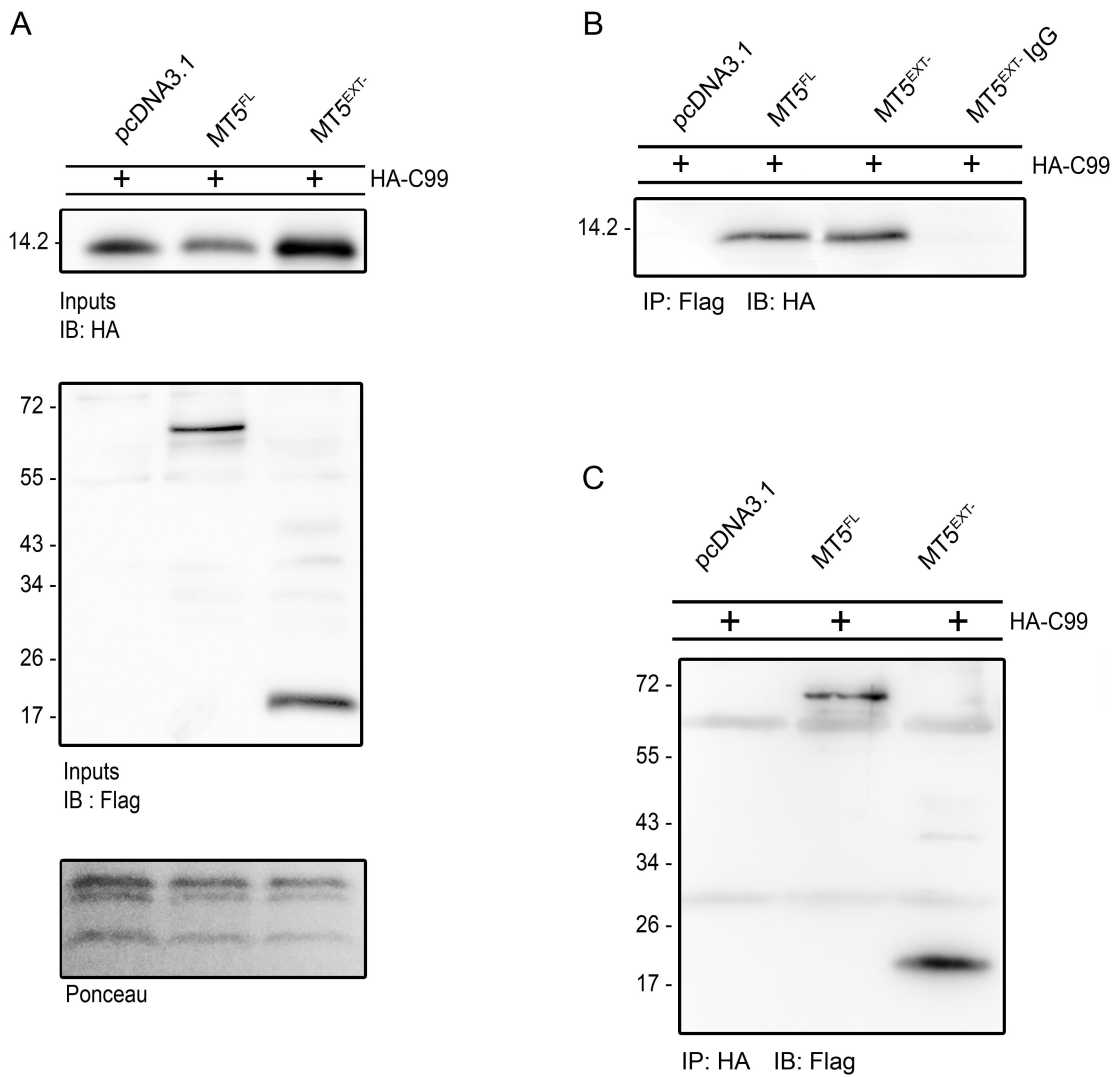 A
pcDNA3.1
MT5FL
MT5EXT-
+ + + HA-C99
14.2 -
Inputs
IB: HA
72 -
55 -
43 -
34 -
26 -
17 -
Inputs
IB : Flag
Ponceau
B
pcDNA3.1
MT5FL
MT5EXT-
MT5EXT- IgG
+ + + + HA-C99
14.2 -
IP: Flag IB: HA
C
pcDNA3.1
MT5FL
MT5EXT-
+ + + HA-C99
72 -
55 -
43 -
34 -
26 -
17 -
IP: HA IB: Flag